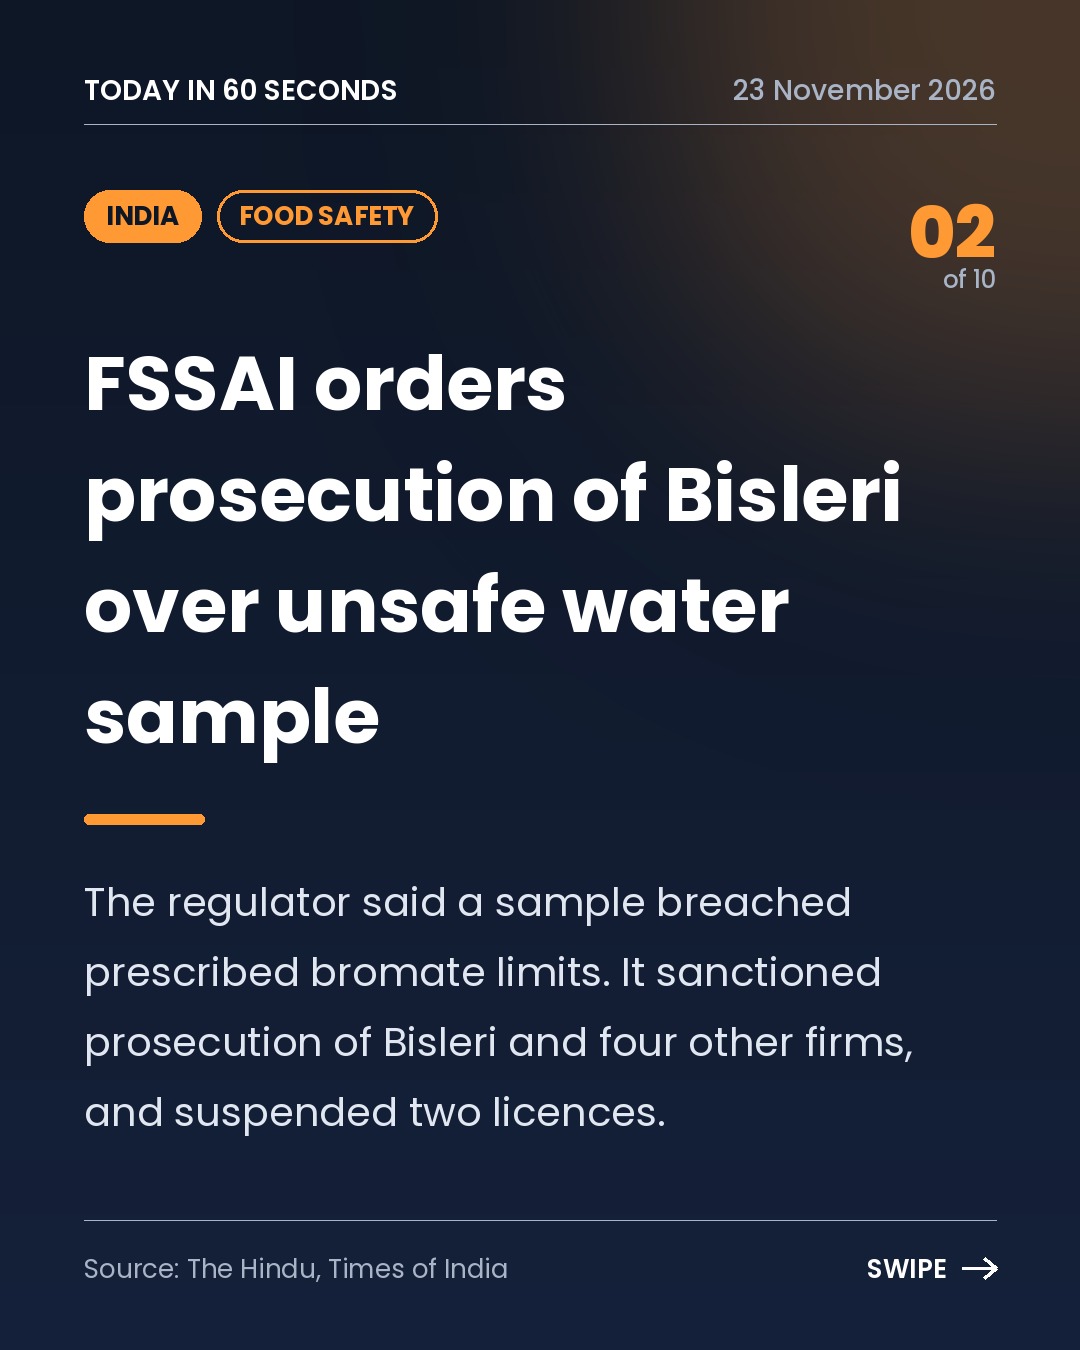 TODAY IN 60 SECONDS
23 November 2026
INDIA
FOOD SAFETY
02
of 10
FSSAI orders
prosecution of Bisleri
over unsafe water
sample
The regulator said a sample breached
prescribed bromate limits. It sanctioned
prosecution of Bisleri and four other firms,
and suspended two licences.
Source: The Hindu, Times of India
SWIPE